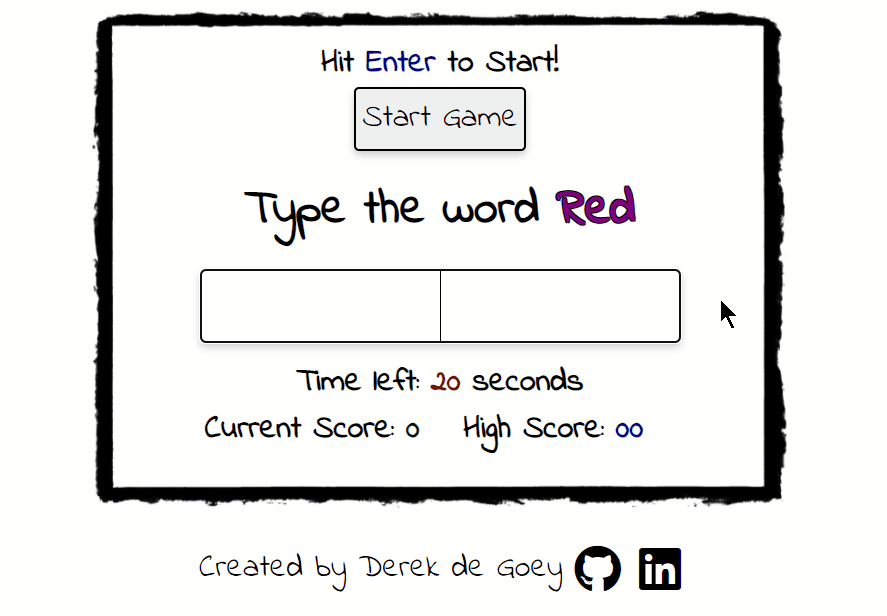 Hit Enter to Start!
Start Game
Type the word Red
Time left: 20 seconds
Current Score: 0 High Score: 00
Created by Derek de Goey in